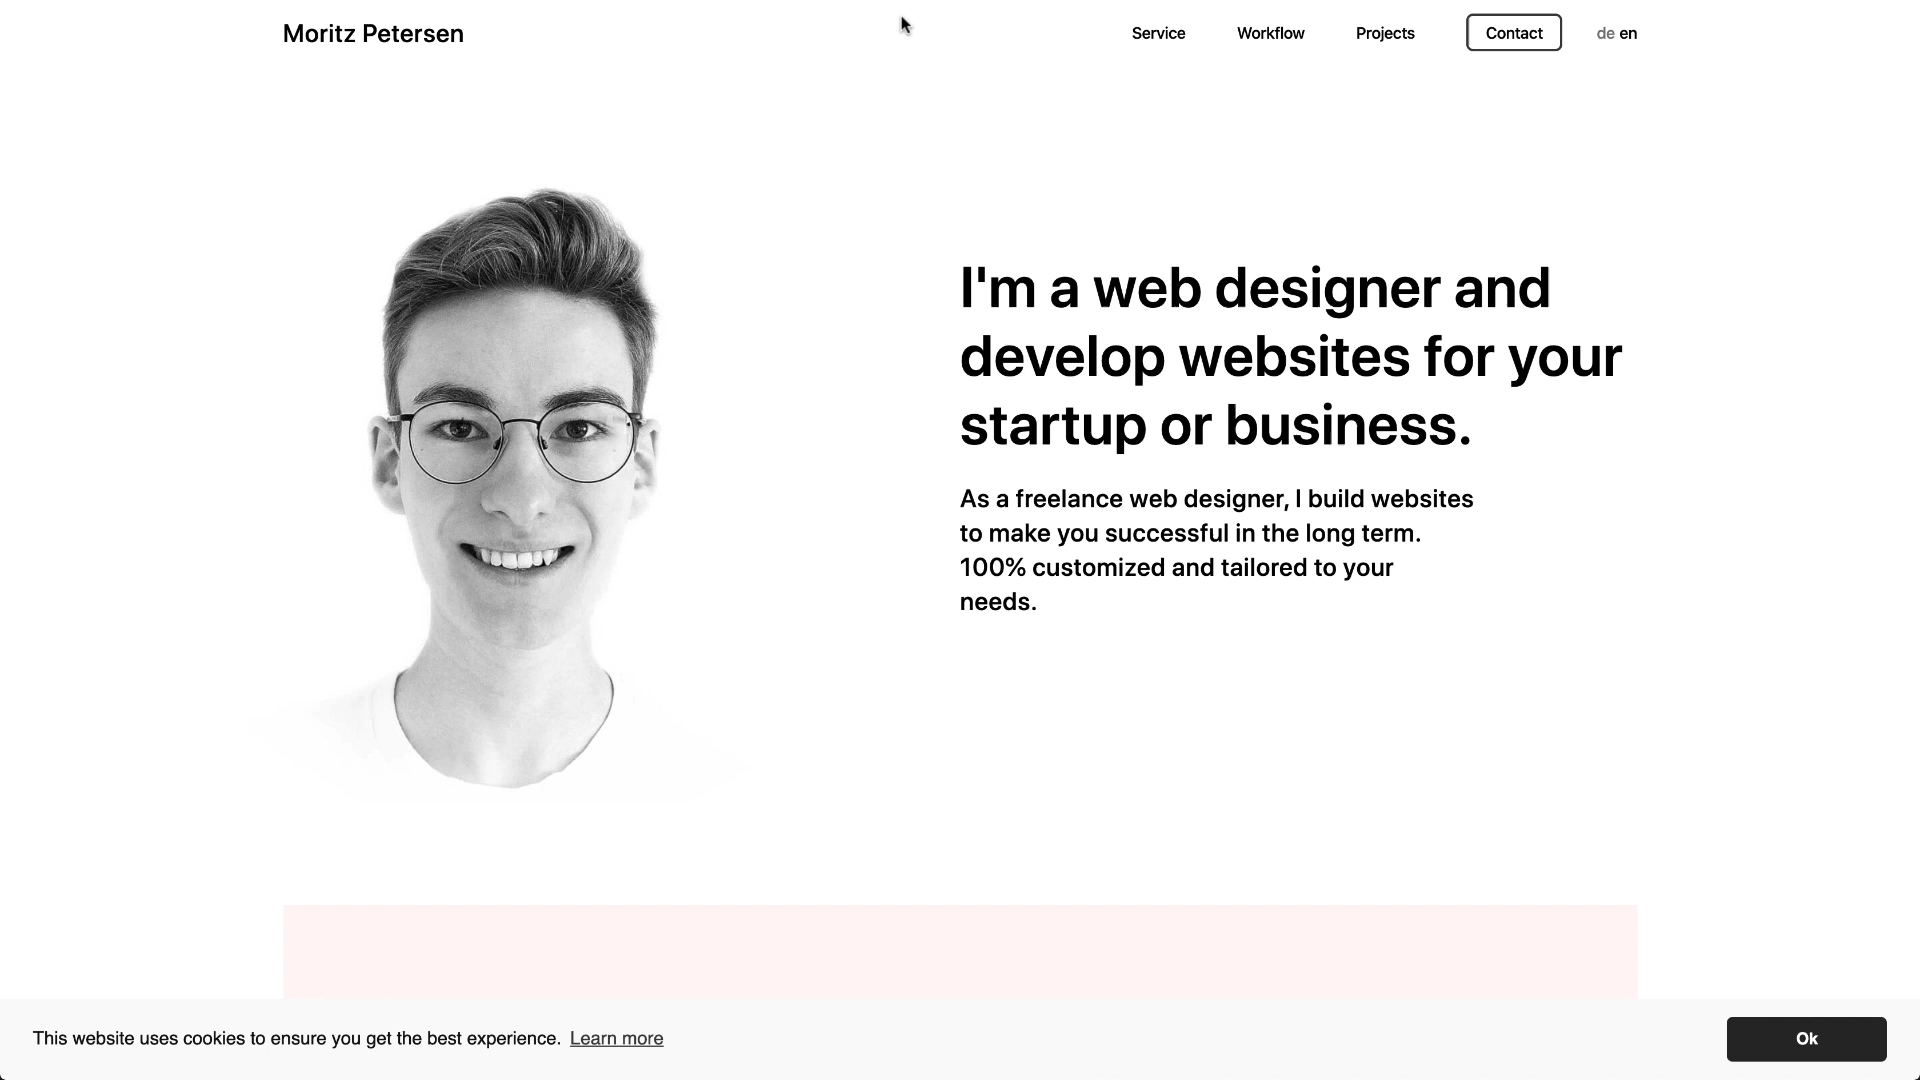 Moritz Petersen
Service
Workflow
Projects
Contact
de en
I'm a web designer and
develop websites for your
startup or business.
As a freelance web designer, I build websites
to make you successful in the long term.
100% customized and tailored to your
needs.
This website uses cookies to ensure you get the best experience. Learn more
Ok